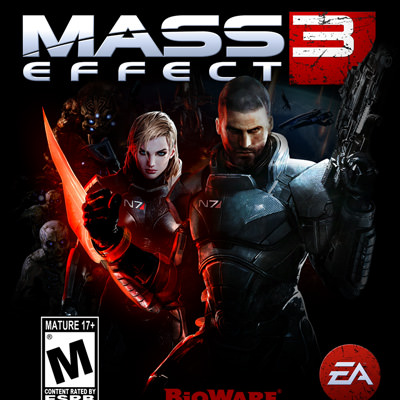 MASS 3
EFFECT
N7
N7
MATURE 17+
M
CONTENT RATED BY
ESRB
BIOWARE
EA